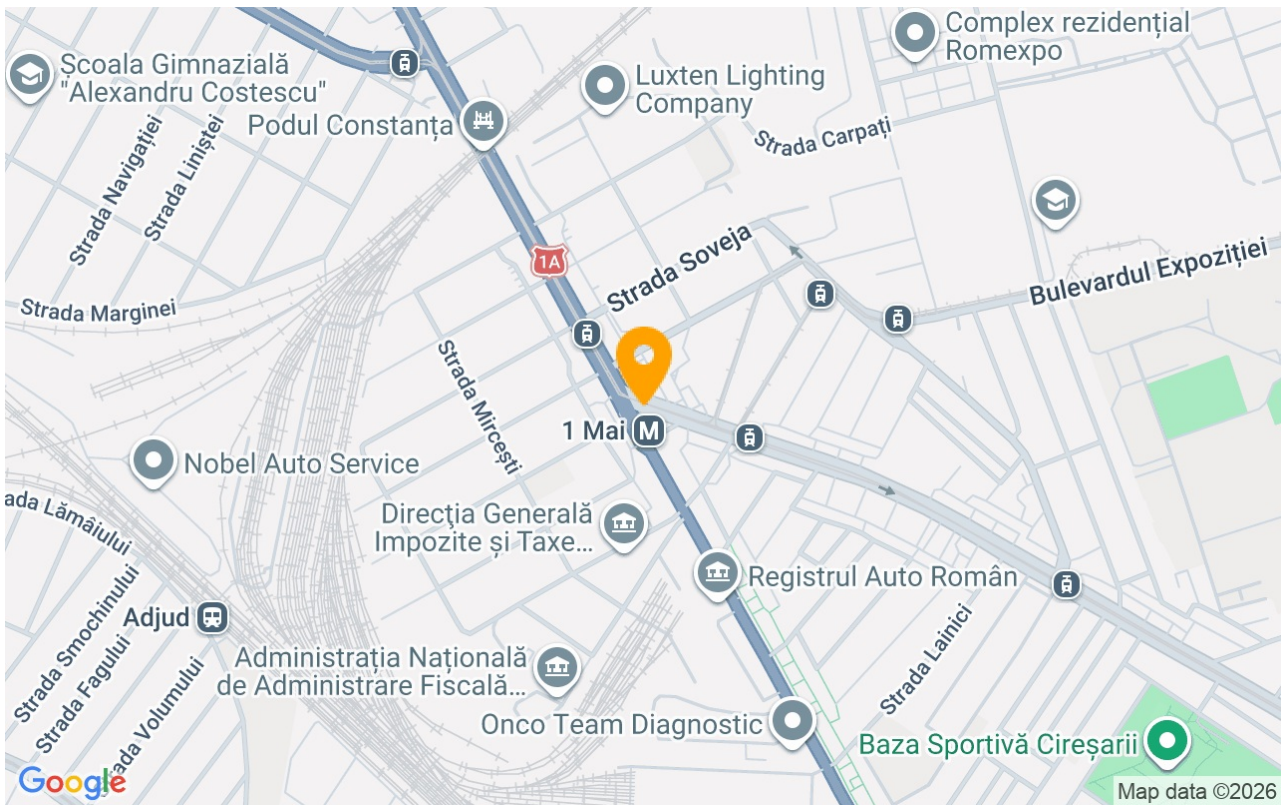 Complex rezidențial
Romexpo
Școala Gimnazială
"Alexandru Costescu"
Luxten Lighting
Company
Podul Constanța
Strada Carpați
Strada Navigației
Strada Liniștei
1A
Strada Soveja
Bulevardul Expoziției
Strada Marginei
Strada Mircești
1 Mai M
Nobel Auto Service
ada Lămâiului
Direcţia Generală
Impozite și Taxe...
Registrul Auto Român
Strada Smochinului
Adjud
Strada Fagului
Strada Volumului
Administrația Națională
de Administrare Fiscală...
Strada Lainici
Onco Team Diagnostic
Baza Sportivă Cireșarii
Google
Map data ©2026